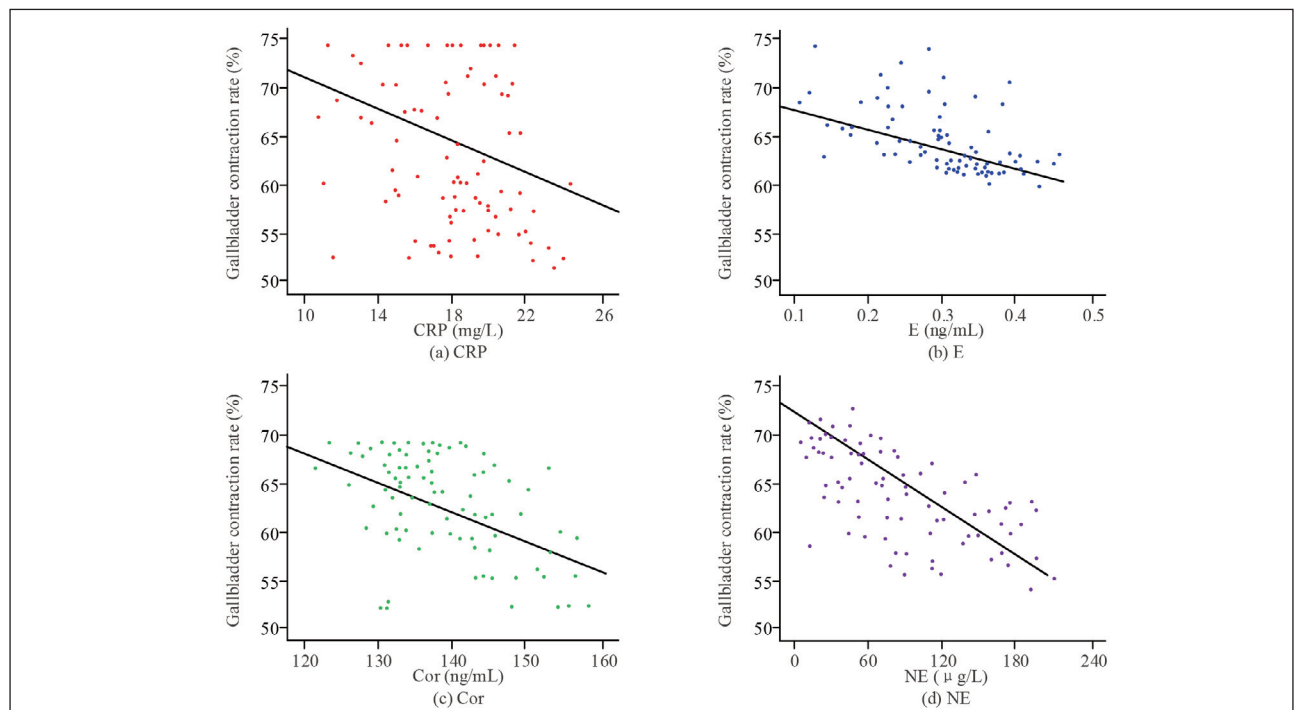 Gallbladder contraction rate (%)
75
70
65
60
55
50
10 14 18 22 26
CRP (mg/L)
(a) CRP
Gallbladder contraction rate (%)
75
70
65
60
55
50
0.1 0.2 0.3 0.4 0.5
E (ng/mL)
(b) E
Gallbladder contraction rate (%)
75
70
65
60
55
50
120 130 140 150 160
Cor (ng/mL)
(c) Cor
Gallbladder contraction rate (%)
75
70
65
60
55
50
0 60 120 180 240
NE (μg/L)
(d) NE